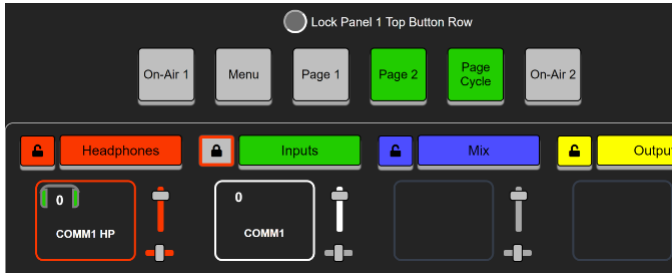 Lock Panel 1 Top Button Row
On-Air 1
Menu
Page 1
Page 2
Page
Cycle
On-Air 2
Headphones
Inputs
Mix
Outpu
0
COMM1 HP
0
COMM1